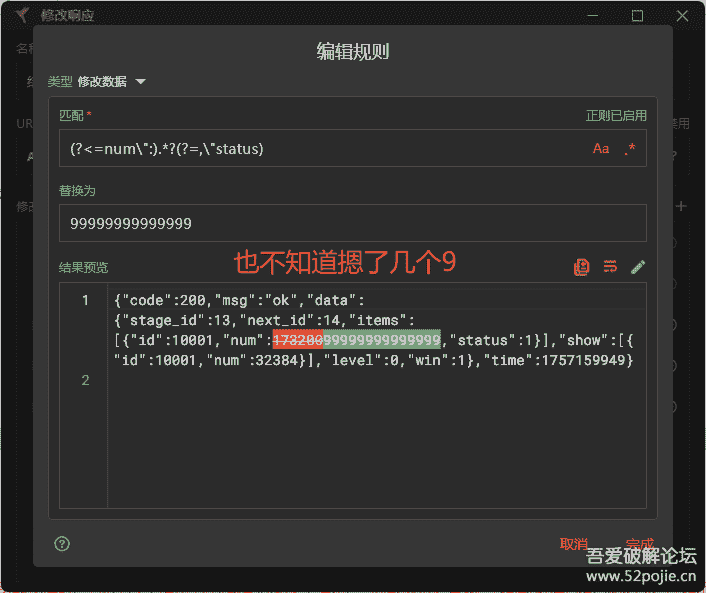 修改响应
编辑规则
类型 修改数据
匹配* 正则已启用
(?<=num\":).*?(?=,\"status) Aa .*
替换为
99999999999999
也不知道摁了几个9
结果预览
1 {"code":200,"msg":"ok","data":
{"stage_id":13,"next_id":14,"items":
[{"id":10001,"num":17820099999999999999,"status":1}],"show":[{
2 "id":10001,"num":32384}],"level":0,"win":1},"time":1757159949}
取消 完成
吾爱破解论坛
www.52pojie.cn